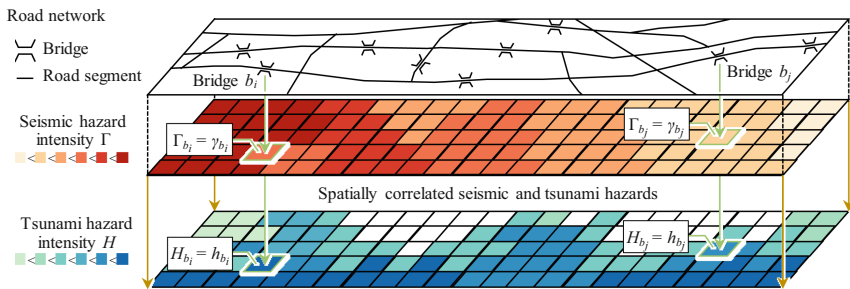 Road network
Bridge
Road segment
Bridge b_i
Bridge b_j
Seismic hazard
intensity Γ
< < < < <
Γ_{b_i} = γ_{b_i}
Γ_{b_j} = γ_{b_j}
Spatially correlated seismic and tsunami hazards
Tsunami hazard
intensity H
< < < < <
H_{b_i} = h_{b_i}
H_{b_j} = h_{b_j}